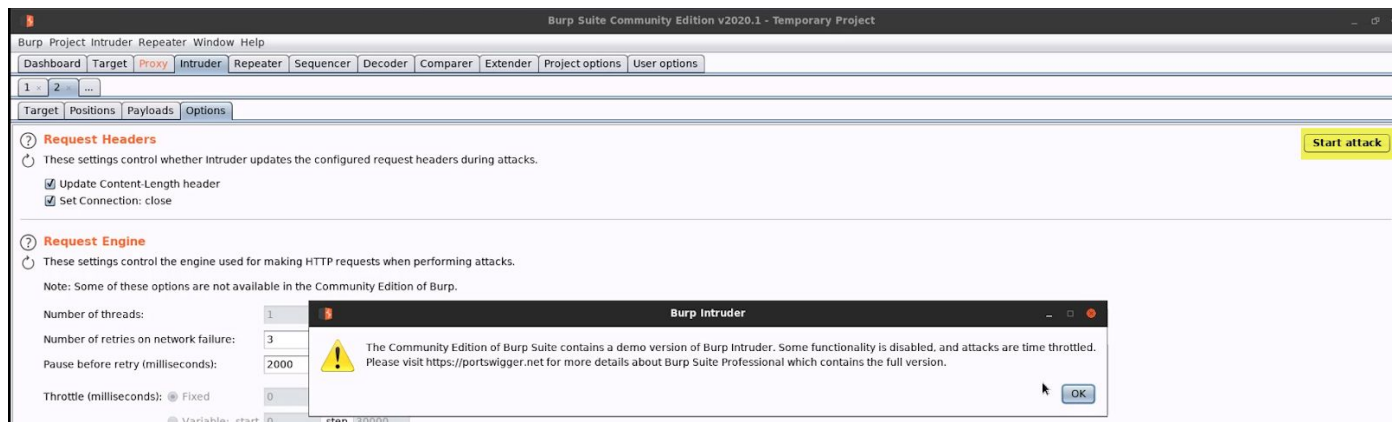 Burp Suite Community Edition v2020.1 - Temporary Project
Burp Project Intruder Repeater Window Help
Dashboard Target Proxy Intruder Repeater Sequencer Decoder Comparer Extender Project options User options
1 × 2 × ...
Target Positions Payloads Options
? Request Headers
Start attack
These settings control whether Intruder updates the configured request headers during attacks.
Update Content-Length header
Set Connection: close
? Request Engine
These settings control the engine used for making HTTP requests when performing attacks.
Note: Some of these options are not available in the Community Edition of Burp.
Number of threads: 1
Number of retries on network failure: 3
Pause before retry (milliseconds): 2000
Throttle (milliseconds): Fixed 0
Variable: start 0 step 30000
Burp Intruder
The Community Edition of Burp Suite contains a demo version of Burp Intruder. Some functionality is disabled, and attacks are time throttled.
Please visit https://portswigger.net for more details about Burp Suite Professional which contains the full version.
OK